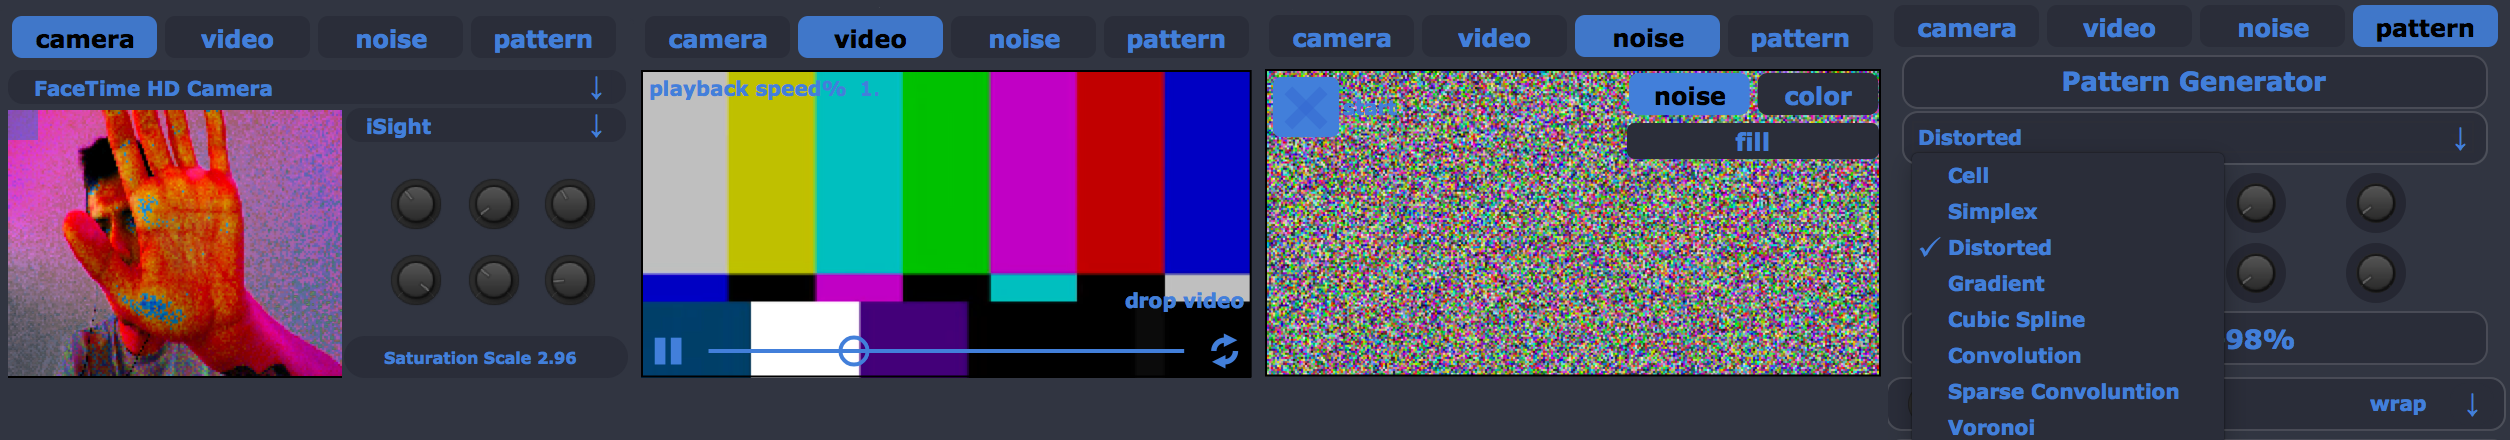 camera video noise pattern
FaceTime HD Camera ↓
iSight ↓
Saturation Scale 2.96
camera video noise pattern
playback speed% 1.
drop video
camera video noise pattern
noise color
fill
camera video noise pattern
Pattern Generator
Distorted ↓
Cell
Simplex
✓ Distorted
Gradient
Cubic Spline
Convolution
Sparse Convoluntion
Voronoi
98%
wrap ↓